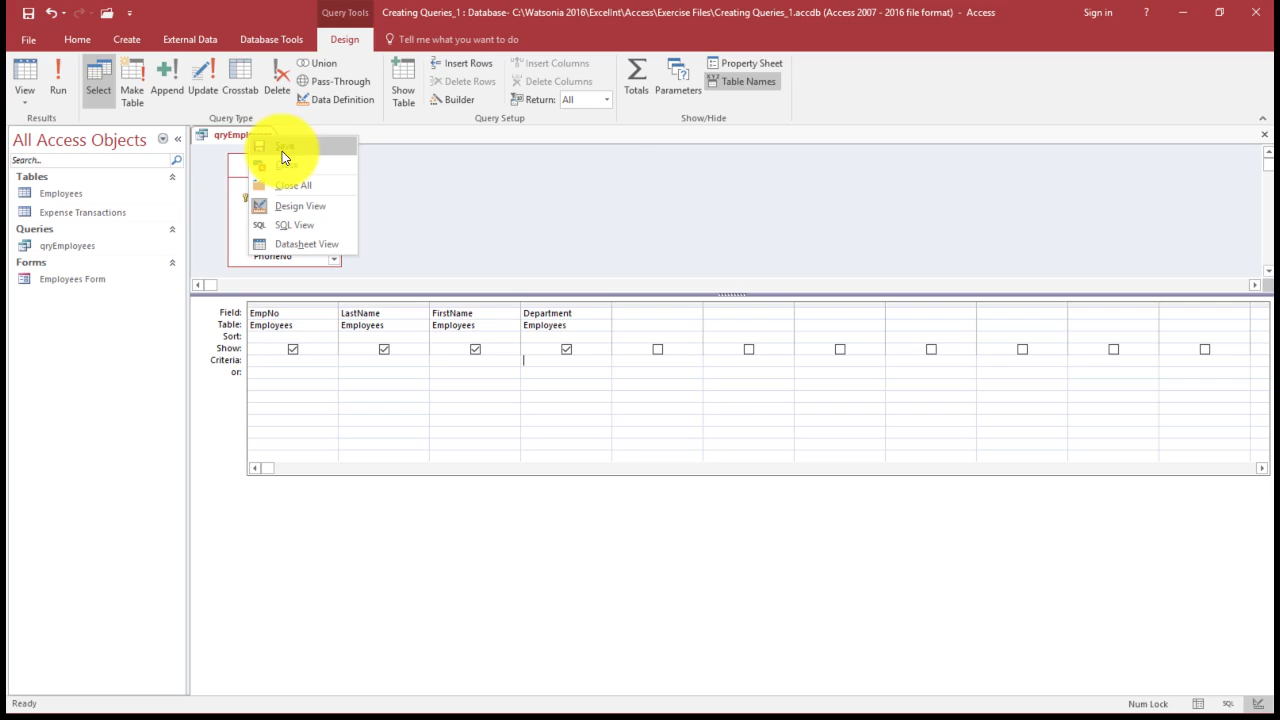 Query Tools
Creating Queries_1 : Database- C:\Watsonia 2016\ExcelInt\Access\Exercise Files\Creating Queries_1.accdb (Access 2007 - 2016 file format) - Access
Sign in
?
File
Home
Create
External Data
Database Tools
Design
Tell me what you want to do
View
Run
Select
Make
Table
Append
Update
Crosstab
Delete
Union
Pass-Through
Data Definition
Show
Table
Insert Rows
Delete Rows
Builder
Insert Columns
Delete Columns
Return: All
Totals
Parameters
Property Sheet
Table Names
Results
Query Type
Query Setup
Show/Hide
All Access Objects
Search...
Tables
Employees
Expense Transactions
Queries
qryEmployees
Forms
Employees Form
Save
Close All
Design View
SQL
SQL View
Datasheet View
PhoneNo
Field: EmpNo LastName FirstName Department
Table: Employees Employees Employees Employees
Sort:
Show:
Criteria:
or:
Ready
Num Lock
SQL